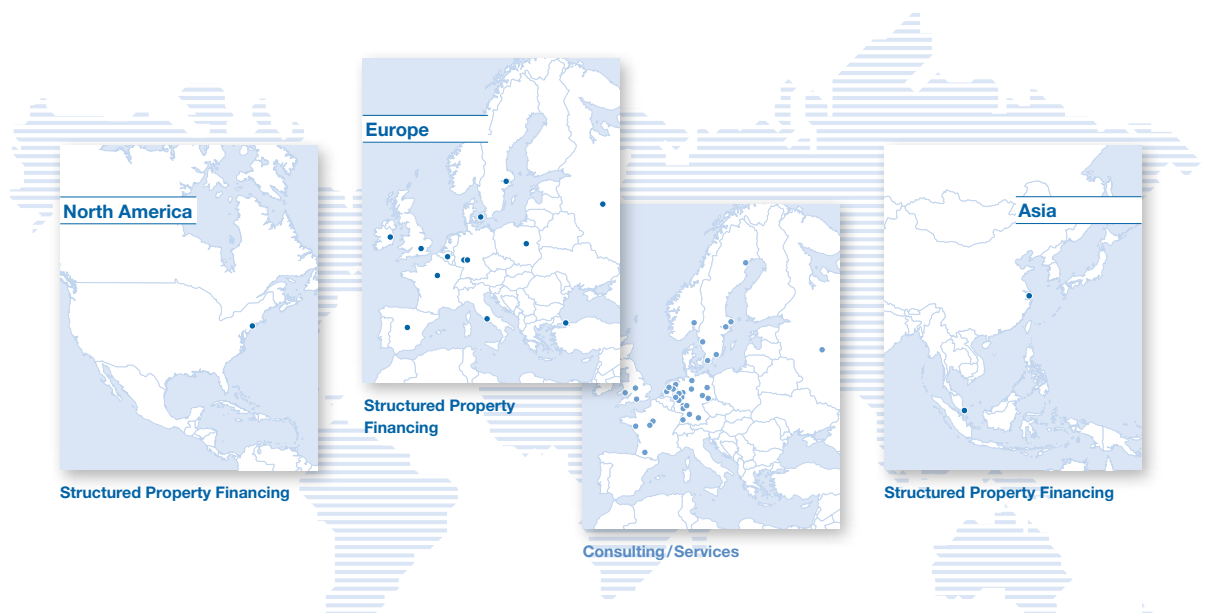 North America
Structured Property Financing
Europe
Structured Property
Financing
Consulting/Services
Asia
Structured Property Financing